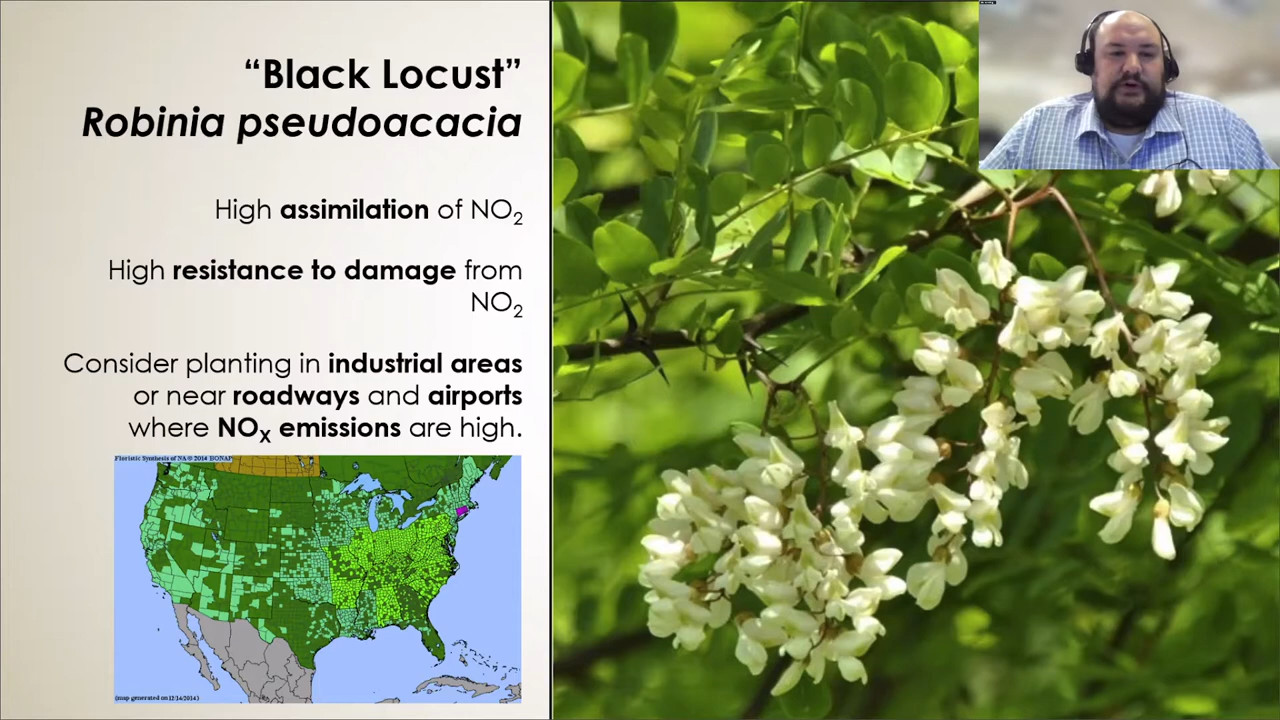 “Black Locust”
Robinia pseudoacacia
High assimilation of NO₂
High resistance to damage from
NO₂
Consider planting in industrial areas
or near roadways and airports
where NOₓ emissions are high.
Floristic Synthesis of NA © 2014 BONAP
(map generated on 12/14/2014)